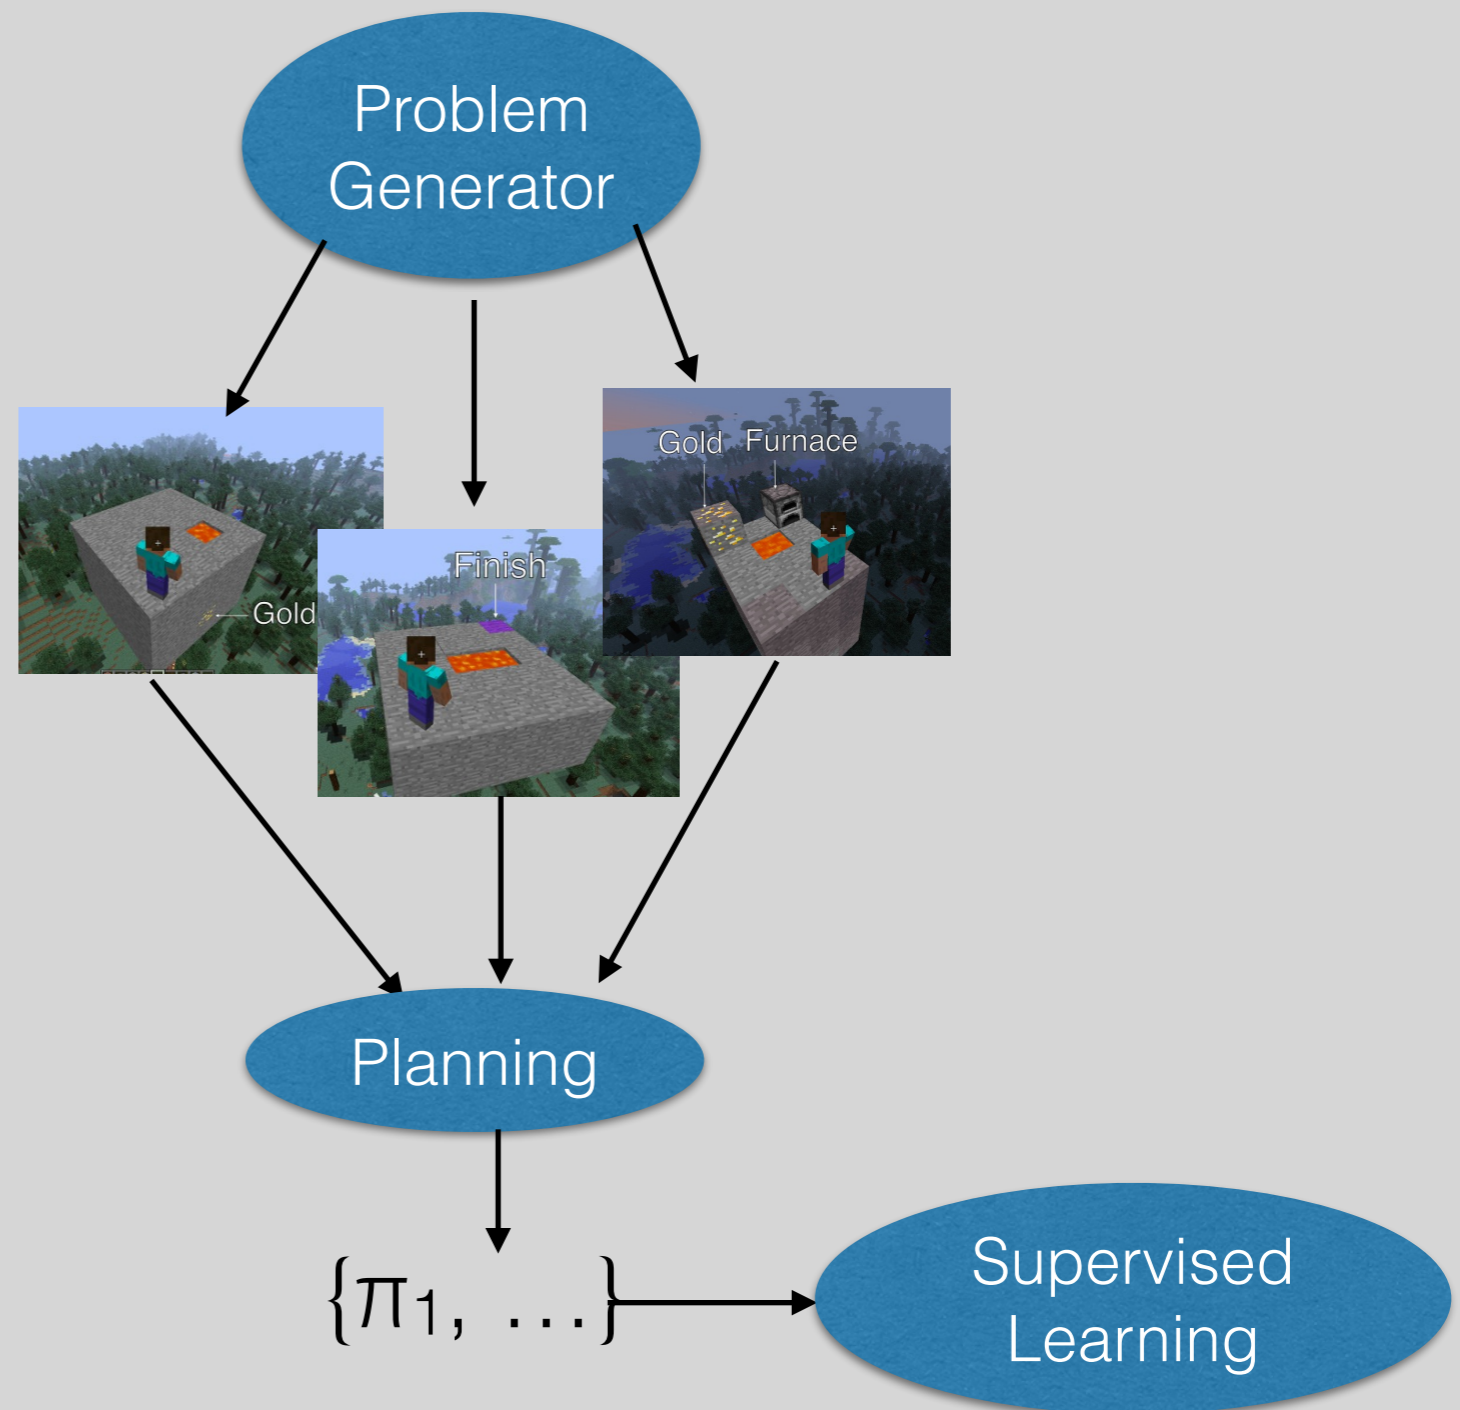 Problem
Generator
Gold Furnace
Finish
Gold
Planning
{π1, ...}
Supervised
Learning